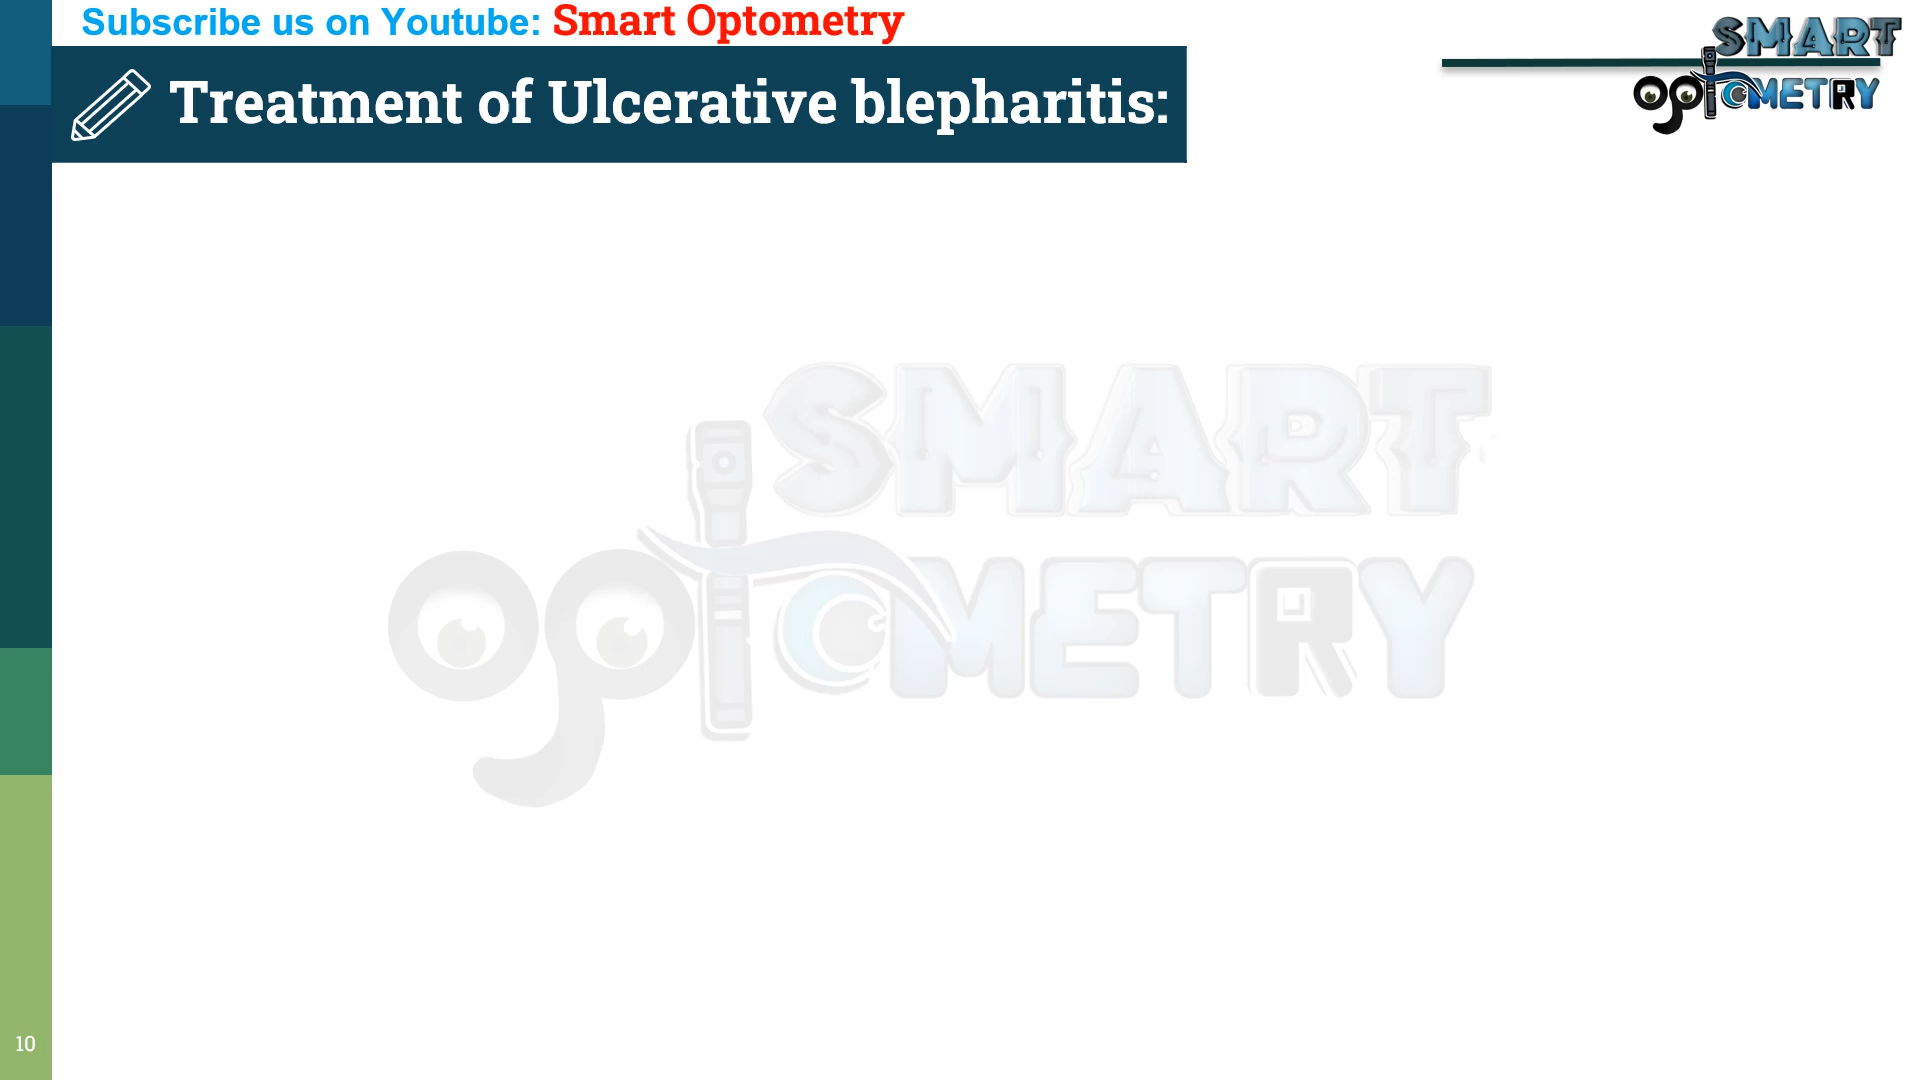 Subscribe us on Youtube: Smart Optometry
SMART
OPTOMETRY
Treatment of Ulcerative blepharitis:
SMART
OPTOMETRY
10